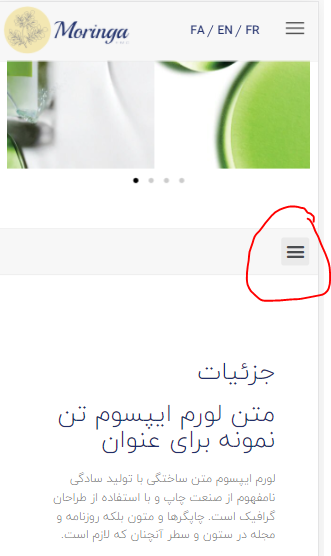 Moringa
FA / EN / FR
جزئیات
متن لورم ایپسوم تن
نمونه برای عنوان
لورم ایپسوم متن ساختگی با تولید سادگی
نامفهوم از صنعت چاپ و با استفاده از طراحان
گرافیک است. چاپگرها و متون بلکه روزنامه و
مجله در ستون و سطر آنچنان که لازم است.